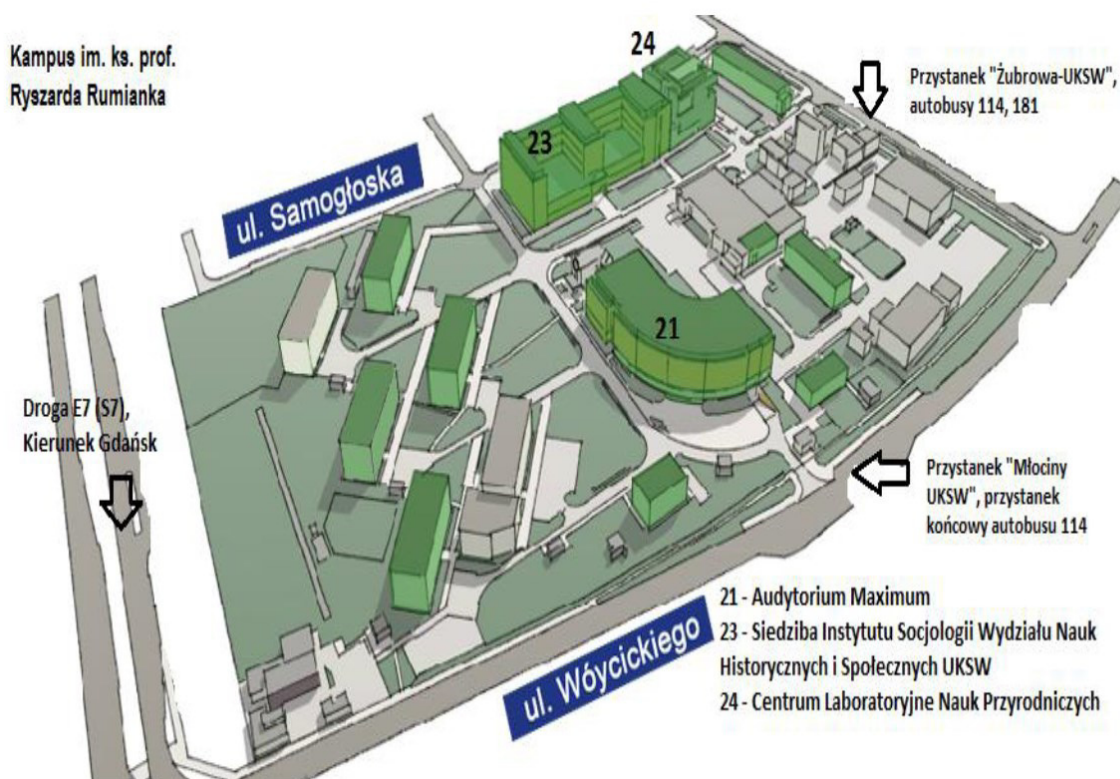 Kampus im. ks. prof.
Ryszarda Rumianka
24
Przystanek "Żubrowa-UKSW",
autobusy 114, 181
23
ul. Samogłoska
21
Droga E7 (S7),
Kierunek Gdańsk
Przystanek "Młociny
UKSW", przystanek
końcowy autobusu 114
ul. Wóycickiego
21 - Audytorium Maximum
23 - Siedziba Instytutu Socjologii Wydziału Nauk
Historycznych i Społecznych UKSW
24 - Centrum Laboratoryjne Nauk Przyrodniczych